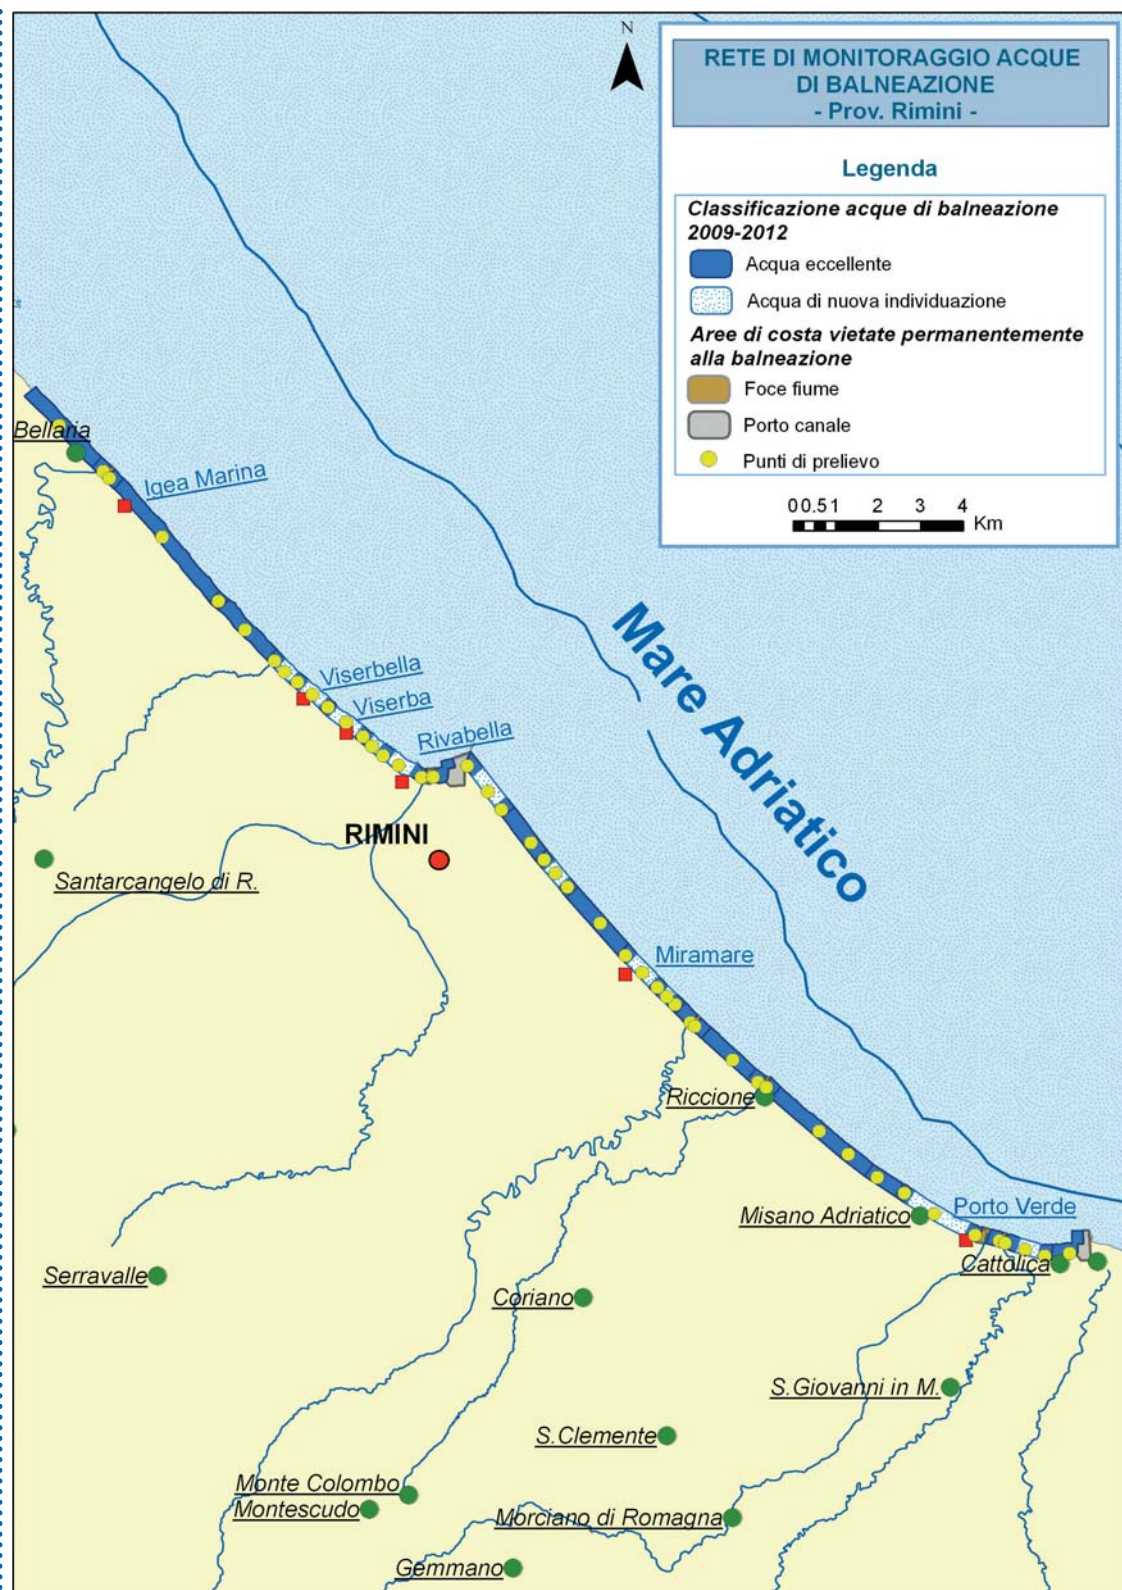 N
RETE DI MONITORAGGIO ACQUE
DI BALNEAZIONE
- Prov. Rimini -
Legenda
Classificazione acque di balneazione
2009-2012
Acqua eccellente
Acqua di nuova individuazione
Aree di costa vietate permanentemente
alla balneazione
Foce fiume
Porto canale
Punti di prelievo
0 0.5 1 2 3 4
Km
Bellaria
Igea Marina
Viserbella
Viserba
Rivabella
Mare Adriatico
RIMINI
Santarcangelo di R.
Miramare
Riccione
Misano Adriatico
Porto Verde
Cattolica
Serravalle
Coriano
S.Giovanni in M.
S.Clemente
Monte Colombo
Montescudo
Morciano di Romagna
Gemmano